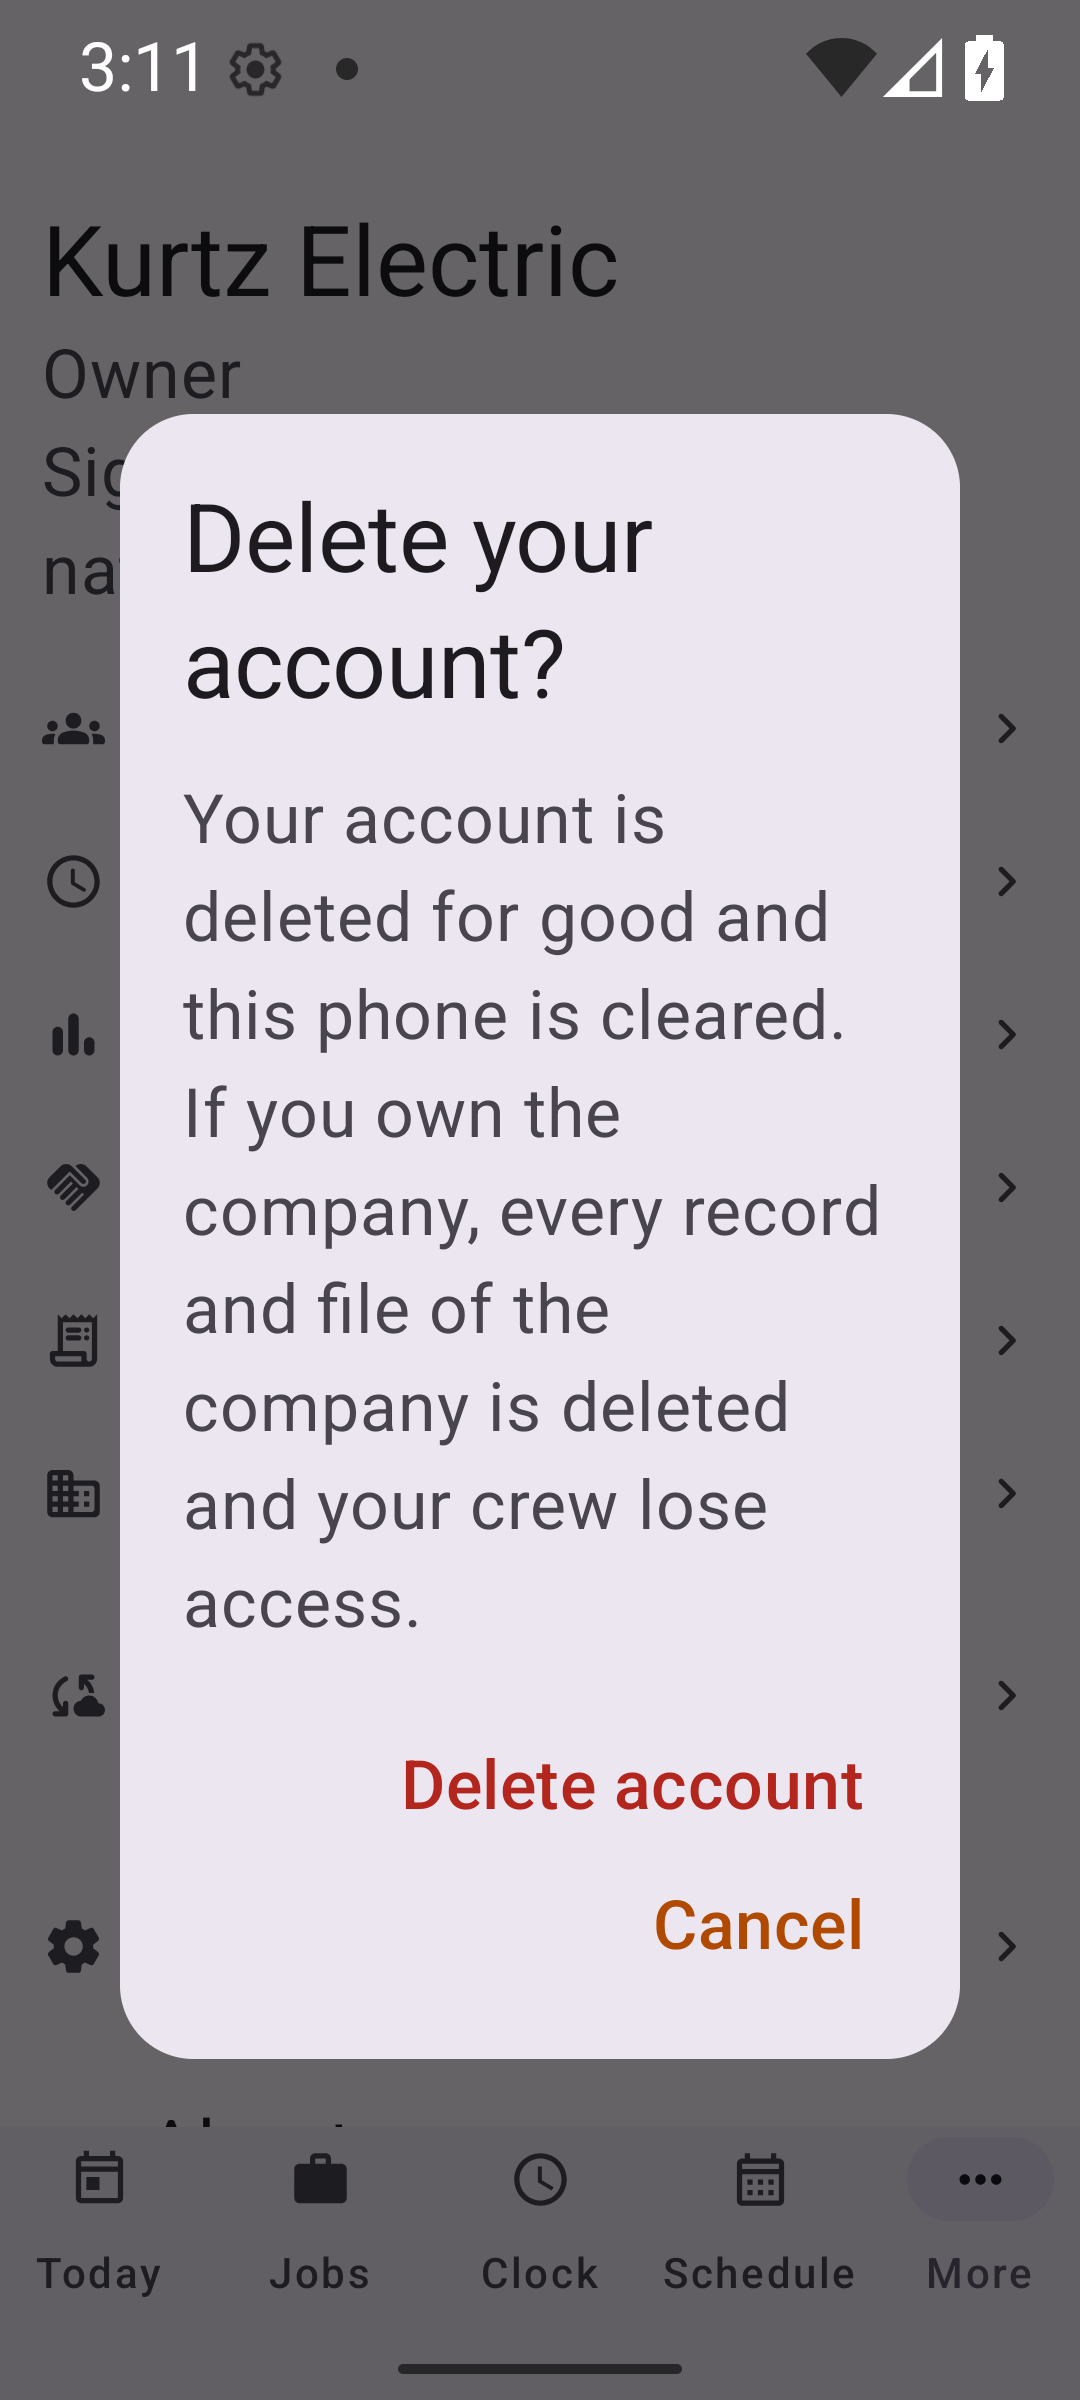 3:11
Kurtz Electric
Owner
Delete your
account?
Your account is
deleted for good and
this phone is cleared.
If you own the
company, every record
and file of the
company is deleted
and your crew lose
access.
Delete account
Cancel
Today
Jobs
Clock
Schedule
More